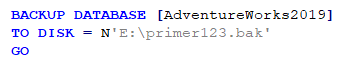 BACKUP DATABASE [AdventureWorks2019]
TO DISK = N'E:\primer123.bak'
GO